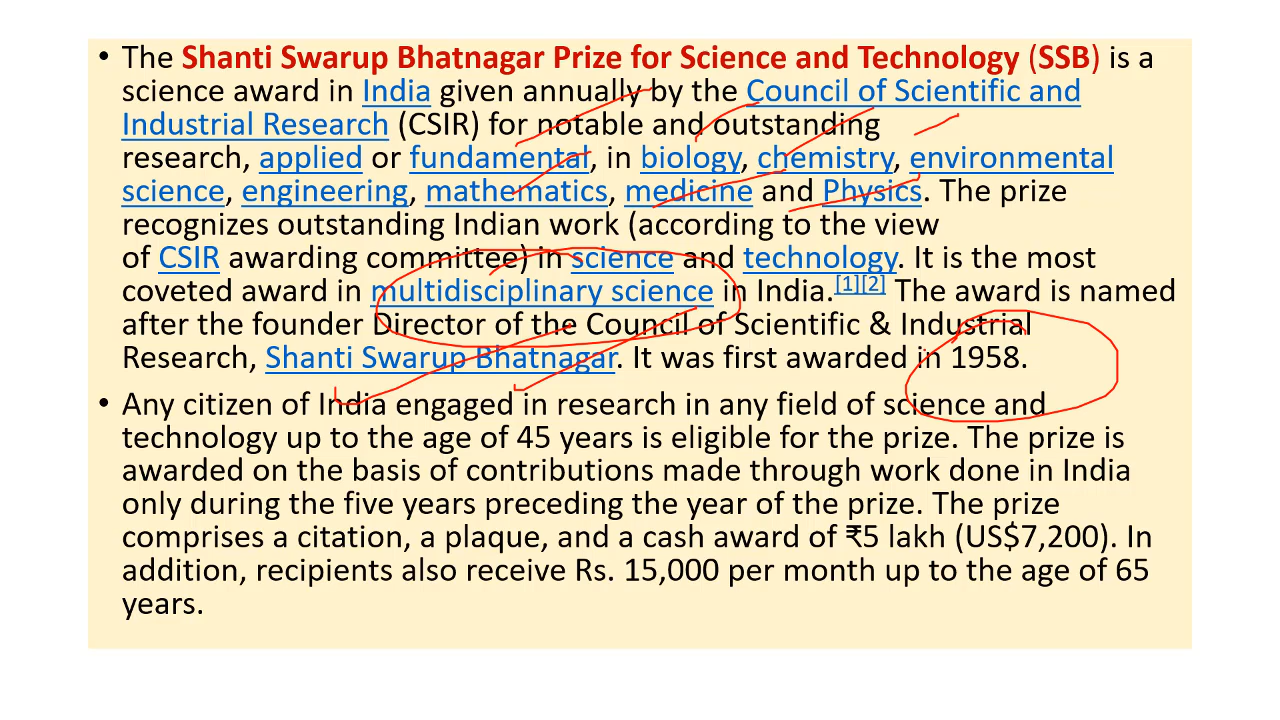 • The Shanti Swarup Bhatnagar Prize for Science and Technology (SSB) is a
science award in India given annually by the Council of Scientific and
Industrial Research (CSIR) for notable and outstanding
research, applied or fundamental, in biology, chemistry, environmental
science, engineering, mathematics, medicine and Physics. The prize
recognizes outstanding Indian work (according to the view
of CSIR awarding committee) in science and technology. It is the most
coveted award in multidisciplinary science in India.[1][2] The award is named
after the founder Director of the Council of Scientific & Industrial
Research, Shanti Swarup Bhatnagar. It was first awarded in 1958.
• Any citizen of India engaged in research in any field of science and
technology up to the age of 45 years is eligible for the prize. The prize is
awarded on the basis of contributions made through work done in India
only during the five years preceding the year of the prize. The prize
comprises a citation, a plaque, and a cash award of ₹5 lakh (US$7,200). In
addition, recipients also receive Rs. 15,000 per month up to the age of 65
years.